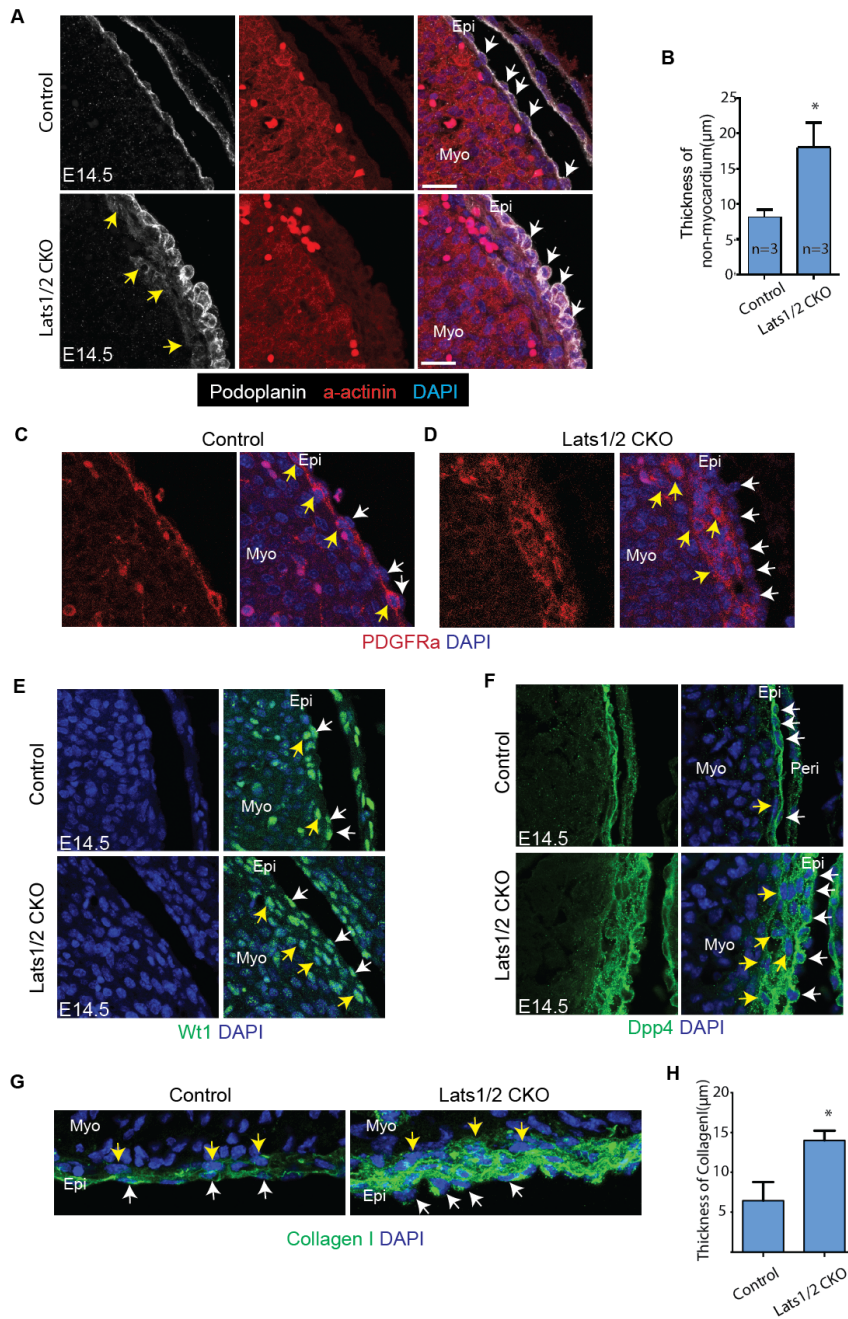 A
Control
E14.5
Epi
Myo
Lats1/2 CKO
E14.5
Epi
Myo
Podoplanin a-actinin DAPI
B
Thickness of
non-myocardium(μm)
25
20
15
10
5
0
*
n=3
n=3
Control
Lats1/2 CKO
C
Control
Epi
Myo
D
Lats1/2 CKO
Epi
Myo
PDGFRa DAPI
E
Control
E14.5
Epi
Myo
Lats1/2 CKO
E14.5
Epi
Myo
Wt1 DAPI
F
Control
E14.5
Epi
Myo
Peri
Lats1/2 CKO
E14.5
Epi
Myo
Dpp4 DAPI
G
Control
Myo
Epi
Lats1/2 CKO
Myo
Epi
Collagen I DAPI
H
Thickness of CollagenI(μm)
20
15
10
5
*
Control
Lats1/2 CKO